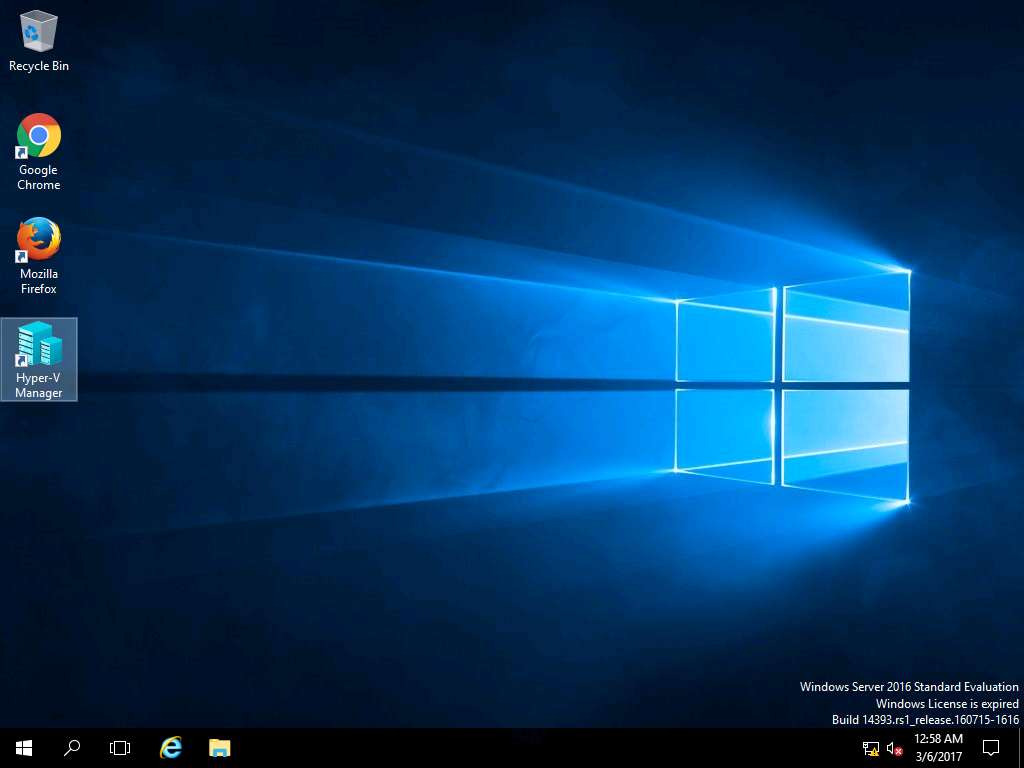 Recycle Bin
Google
Chrome
Mozilla
Firefox
Hyper-V
Manager
Windows Server 2016 Standard Evaluation
Windows License is expired
Build 14393.rs1_release.160715-1616
12:58 AM
3/6/2017